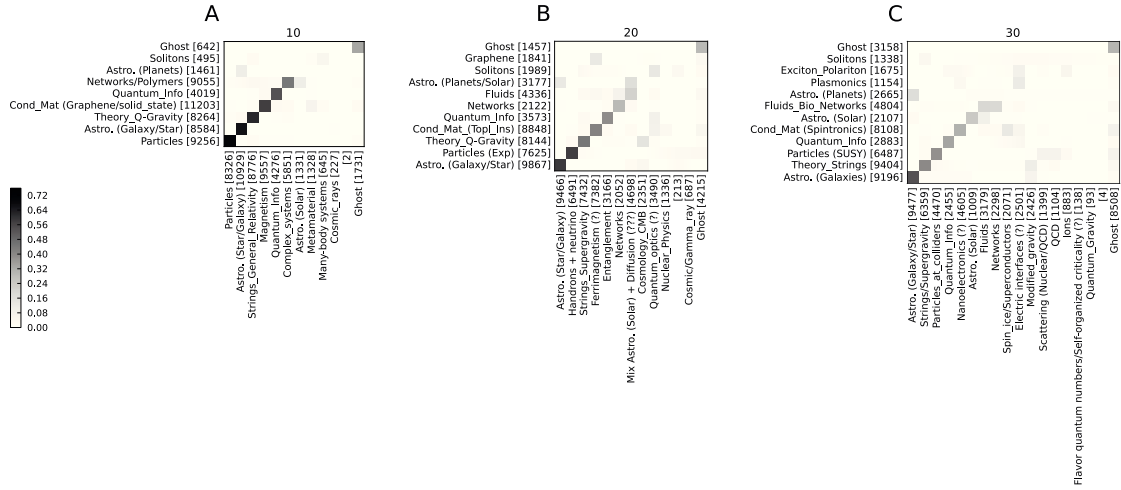 A
B
C
10
20
30
Ghost [642]
Solitons [495]
Astro. (Planets) [1461]
Networks/Polymers [9055]
Quantum_Info [4019]
Cond_Mat (Graphene/solid_state) [11203]
Theory_Q-Gravity [8264]
Astro. (Galaxy/Star) [8584]
Particles [9256]
Particles [8326]
Astro. (Star/Galaxy) [10929]
Strings_General_Relativity [8776]
Magnetism [9557]
Quantum_Info [4276]
Complex_systems [5851]
Astro. (Solar) [1331]
Metamaterial [1328]
Many-body systems [645]
Cosmic_rays [227]
[2]
Ghost [1731]
0.72
0.64
0.56
0.48
0.40
0.32
0.24
0.16
0.08
0.00
Ghost [1457]
Graphene [1841]
Solitons [1989]
Astro. (Planets/Solar) [3177]
Fluids [4336]
Networks [2122]
Quantum_Info [3573]
Cond_Mat (Topl_Ins) [8848]
Theory_Q-Gravity [8144]
Particles (Exp) [7625]
Astro. (Galaxy/Star) [9867]
Astro. (Star/Galaxy) [9466]
Handrons + neutrino [6491]
Strings_Supergravity [7432]
Ferrimagnetism (?) [7382]
Entanglement [3166]
Networks [2052]
Mix Astro. (Solar) + Diffusion (???) [4698]
Cosmology_CMB [2351]
Quantum_optics (?) [3490]
Nuclear_Physics [1336]
[213]
Cosmic/Gamma_ray [687]
Ghost [4215]
Ghost [3158]
Solitons [1338]
Exciton_Polariton [1675]
Plasmonics [1154]
Astro. (Planets) [2665]
Fluids_Bio_Networks [4804]
Astro. (Solar) [2107]
Cond_Mat (Spintronics) [8108]
Quantum_Info [2883]
Particles (SUSY) [6487]
Theory_Strings [9404]
Astro. (Galaxies) [9196]
Astro. (Galaxy/Star) [9477]
Strings/Supergravity [6359]
Particles_at_colliders [4470]
Quantum_Info [2455]
Nanoelectronics (?) [4605]
Astro. (Solar) [1009]
Fluids [3179]
Networks [2298]
Spin_ice/Superconductors [2071]
Electric interfaces (?) [2501]
Modified_gravity [2426]
Scattering (Nuclear/QCD) [1399]
QCD [1104]
Ions [883]
Flavor quantum numbers/Self-organized criticality (?) [138]
Quantum_Gravity [933]
[4]
Ghost [8508]